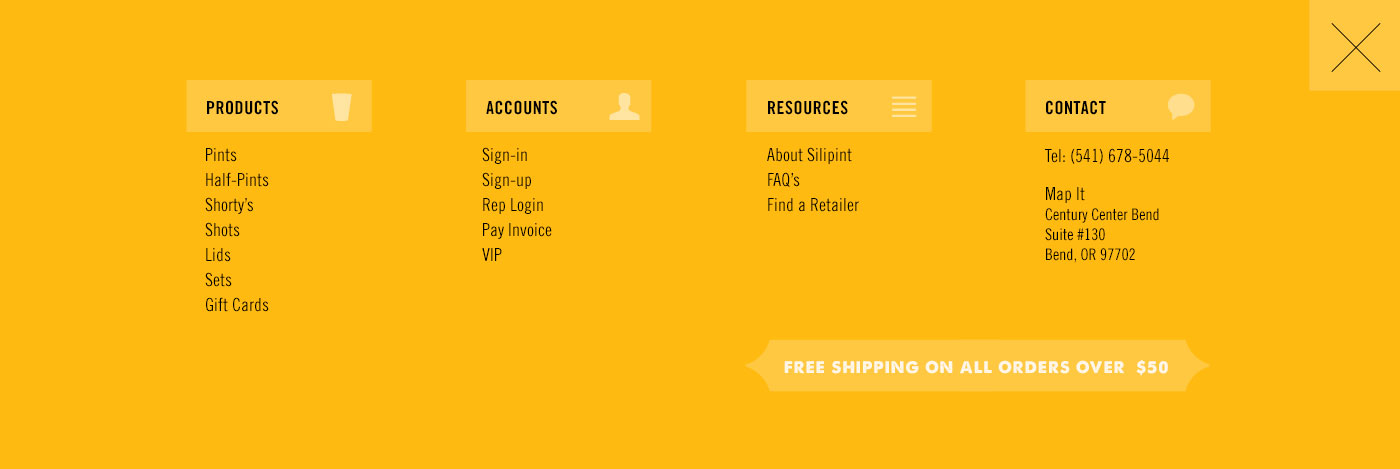 PRODUCTS
Pints
Half-Pints
Shorty's
Shots
Lids
Sets
Gift Cards
ACCOUNTS
Sign-in
Sign-up
Rep Login
Pay Invoice
VIP
RESOURCES
About Silipint
FAQ's
Find a Retailer
CONTACT
Tel: (541) 678-5044
Map It
Century Center Bend
Suite #130
Bend, OR 97702
FREE SHIPPING ON ALL ORDERS OVER $50